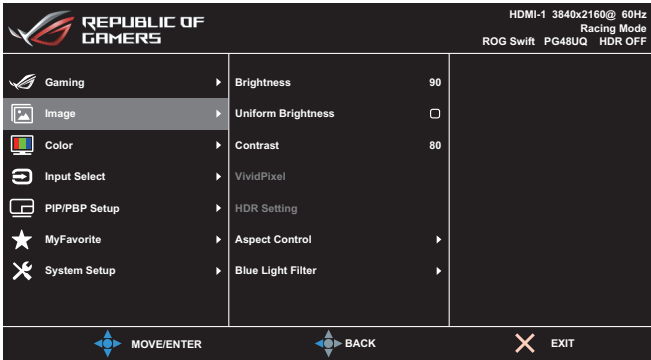 REPUBLIC OF
GAMERS
HDMI-1 3840x2160@ 60Hz
Racing Mode
ROG Swift PG48UQ HDR OFF
Gaming
Image
Color
Input Select
PIP/PBP Setup
MyFavorite
System Setup
Brightness 90
Uniform Brightness
Contrast 80
VividPixel
HDR Setting
Aspect Control
Blue Light Filter
MOVE/ENTER
BACK
EXIT